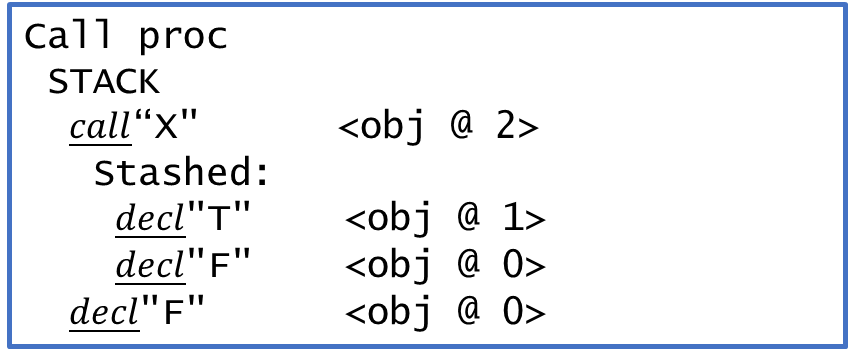 Call proc
STACK
call“X" <obj @ 2>
Stashed:
decl"T" <obj @ 1>
decl"F" <obj @ 0>
decl"F" <obj @ 0>